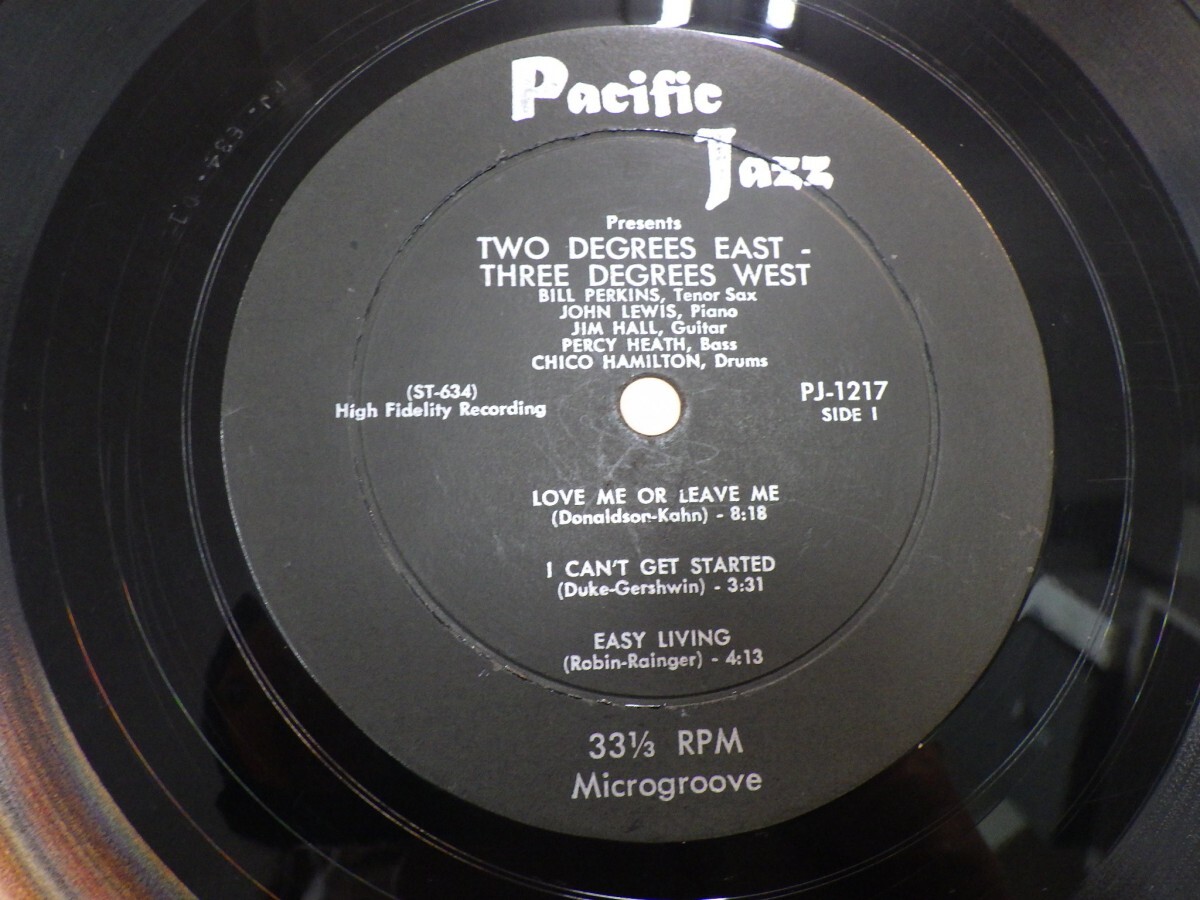 Pacific
Jazz
Presents
TWO DEGREES EAST -
THREE DEGREES WEST
BILL PERKINS, Tenor Sax
JOHN LEWIS, Piano
JIM HALL, Guitar
PERCY HEATH, Bass
CHICO HAMILTON, Drums
(ST-634)
High Fidelity Recording
PJ-1217
SIDE 1
LOVE ME OR LEAVE ME
(Donaldson-Kahn) - 8:18
I CAN'T GET STARTED
(Duke-Gershwin) - 3:31
EASY LIVING
(Robin-Rainger) - 4:13
33⅓ RPM
Microgroove